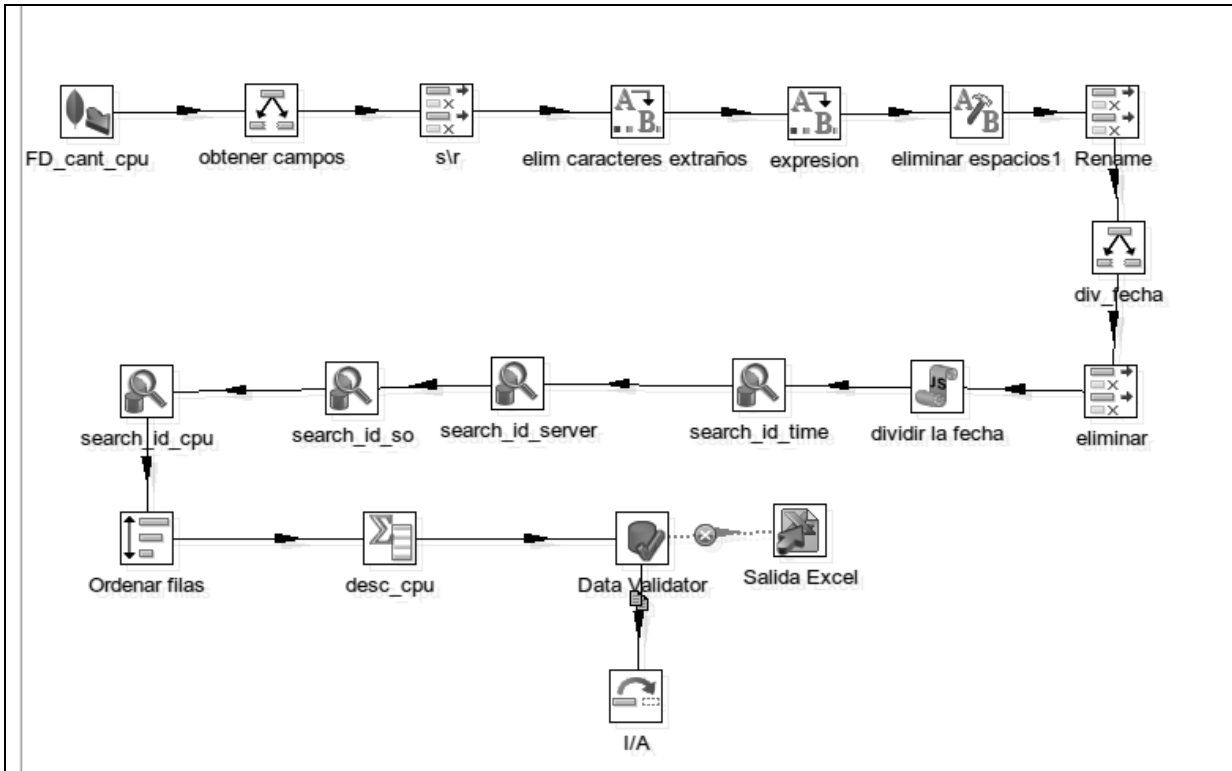 FD_cant_cpu
obtener campos
s\r
elim caracteres extraños
expresion
eliminar espacios1
Rename
div_fecha
search_id_cpu
search_id_so
search_id_server
search_id_time
dividir la fecha
eliminar
Ordenar filas
desc_cpu
Data Validator
Salida Excel
I/A